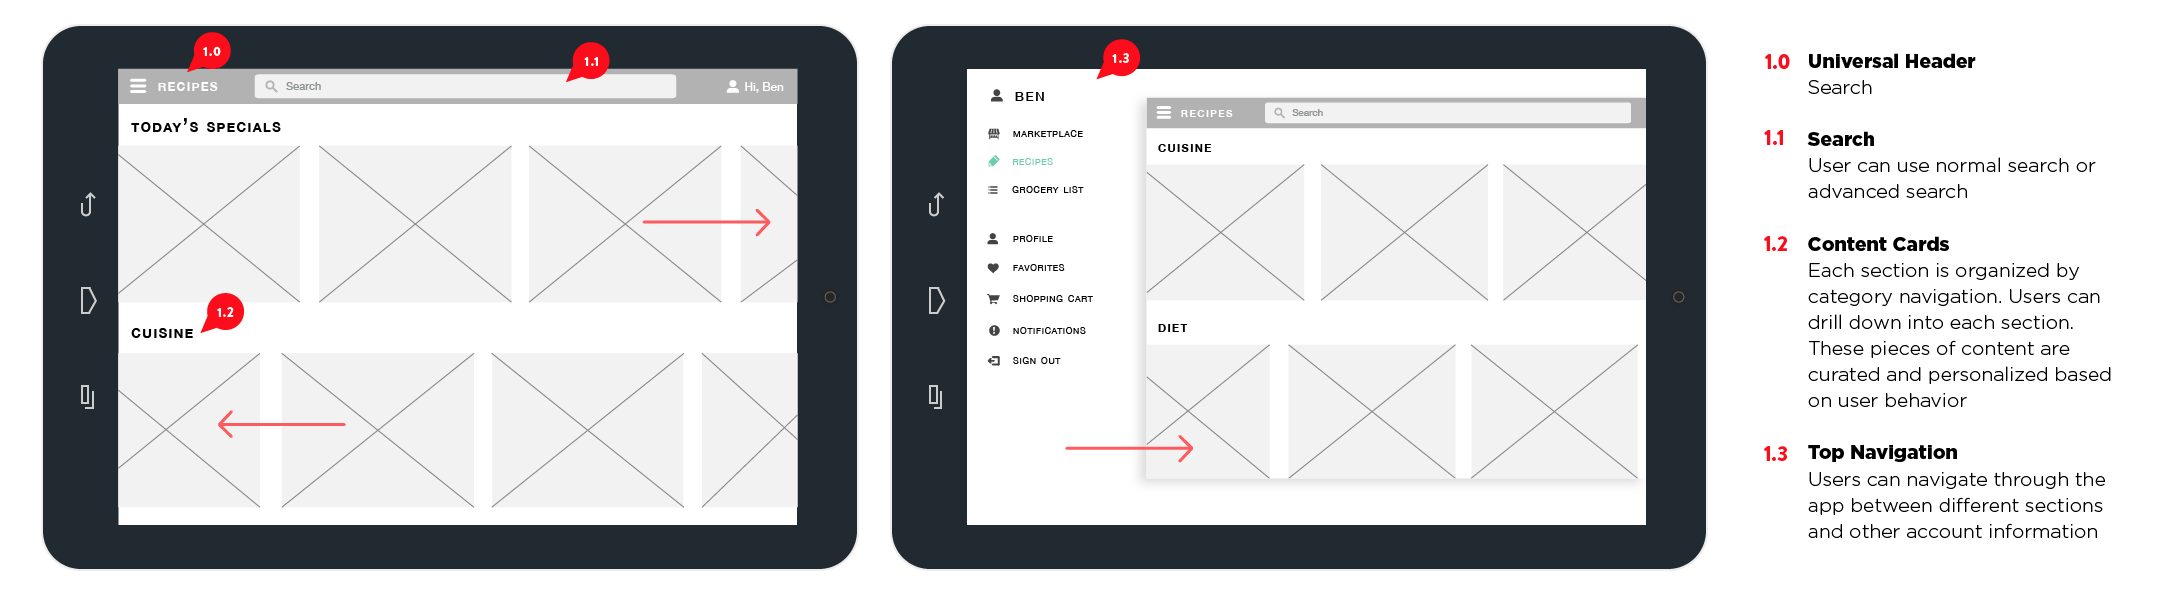 1.0
1.1
RECIPES
Search
Hi, Ben
TODAY'S SPECIALS
1.2
CUISINE
1.3
BEN
MARKETPLACE
RECIPES
GROCERY LIST
PROFILE
FAVORITES
SHOPPING CART
NOTIFICATIONS
SIGN OUT
RECIPES
Search
CUISINE
DIET
1.0 Universal Header
Search
1.1 Search
User can use normal search or
advanced search
1.2 Content Cards
Each section is organized by
category navigation. Users can
drill down into each section.
These pieces of content are
curated and personalized based
on user behavior
1.3 Top Navigation
Users can navigate through the
app between different sections
and other account information